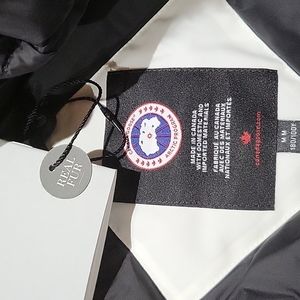 CANADA GOOSE
ARCTIC PROGRAM
MADE IN CANADA
WITH DOMESTIC AND
IMPORTED MATERIALS
FABRIQUÉ AU CANADA
AVEC DES MATÉRIAUX
NATIONAUX ET IMPORTÉS
canadagoose.com
M M
REAL
FUR